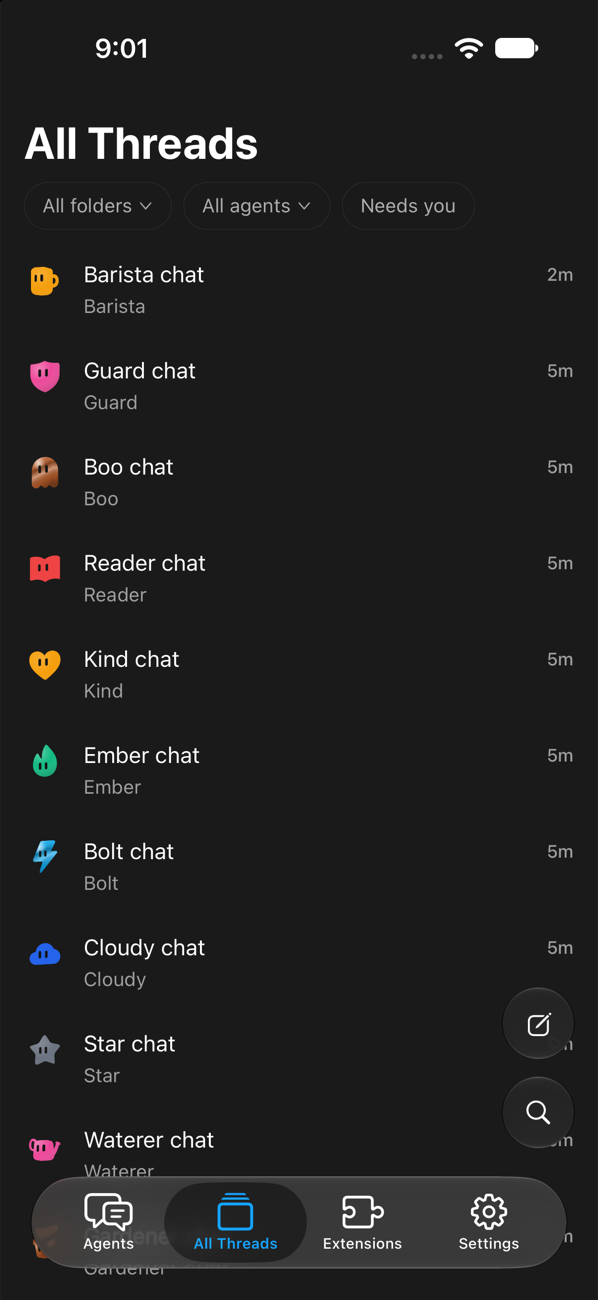 9:01
All Threads
All folders
All agents
Needs you
Barista chat
2m
Barista
Guard chat
5m
Guard
Boo chat
5m
Boo
Reader chat
5m
Reader
Kind chat
5m
Kind
Ember chat
5m
Ember
Bolt chat
5m
Bolt
Cloudy chat
5m
Cloudy
Star chat
Star
Waterer chat
Waterer
Agents
All Threads
Extensions
Settings
Gardener